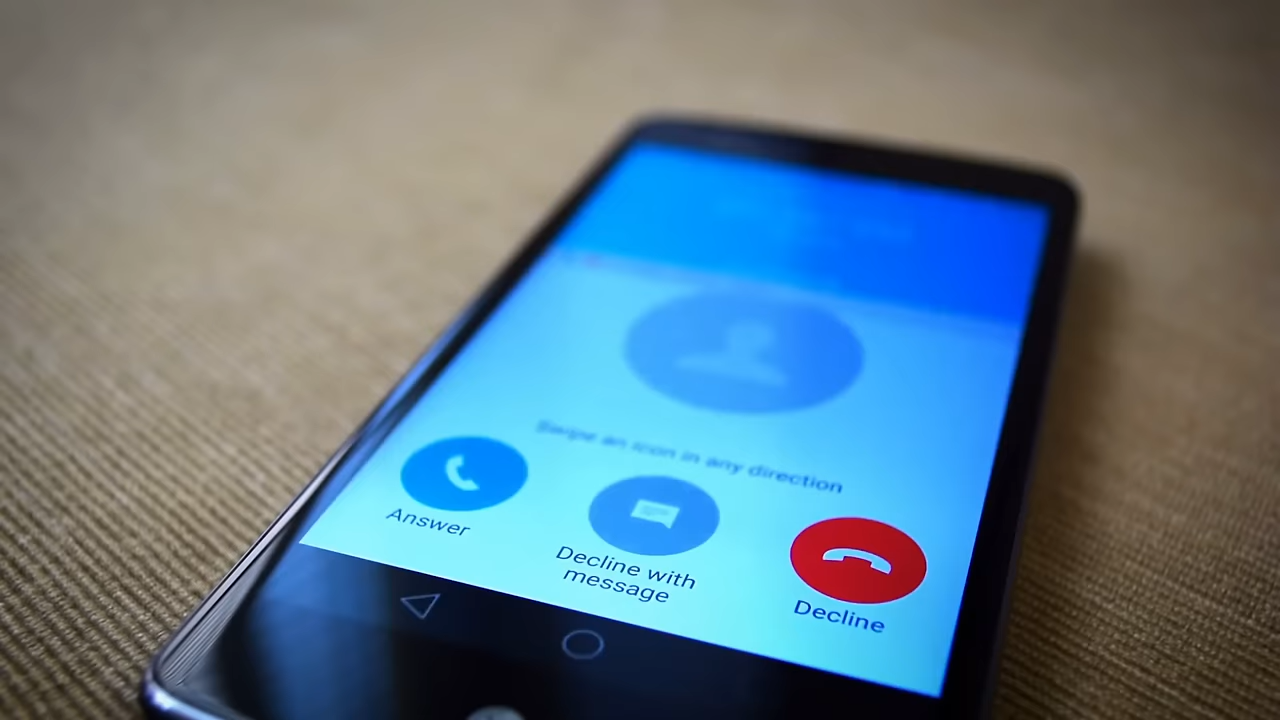 Swipe an icon in any direction
Answer
Decline with
message
Decline